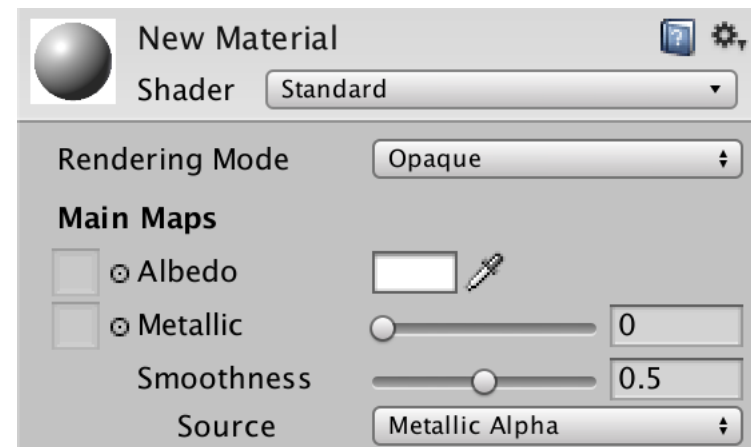 New Material
Shader Standard
Rendering Mode Opaque
Main Maps
Albedo
Metallic 0
Smoothness 0.5
Source Metallic Alpha